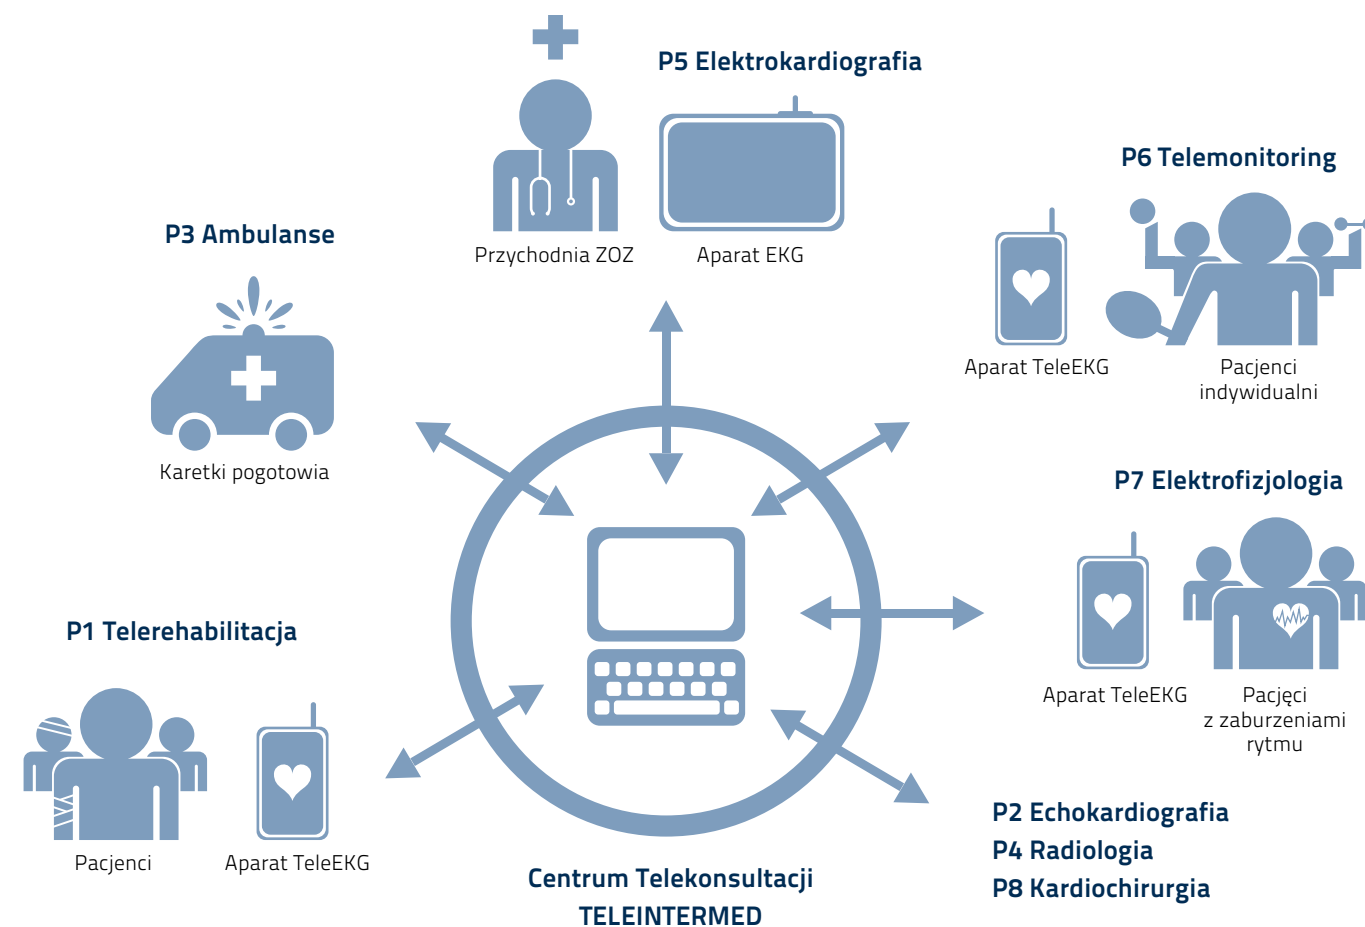 P5 Elektrokardiografia
Przychodnia ZOZ
Aparat EKG
P6 Telemonitoring
Aparat TeleEKG
Pacjenci
indywidualni
P3 Ambulanse
Karetki pogotowia
P7 Elektrofizjologia
Aparat TeleEKG
Pacjęci
z zaburzeniami
rytmu
P1 Telerehabilitacja
Pacjenci
Aparat TeleEKG
P2 Echokardiografia
P4 Radiologia
P8 Kardiochirurgia
Centrum Telekonsultacji
TELEINTERMED